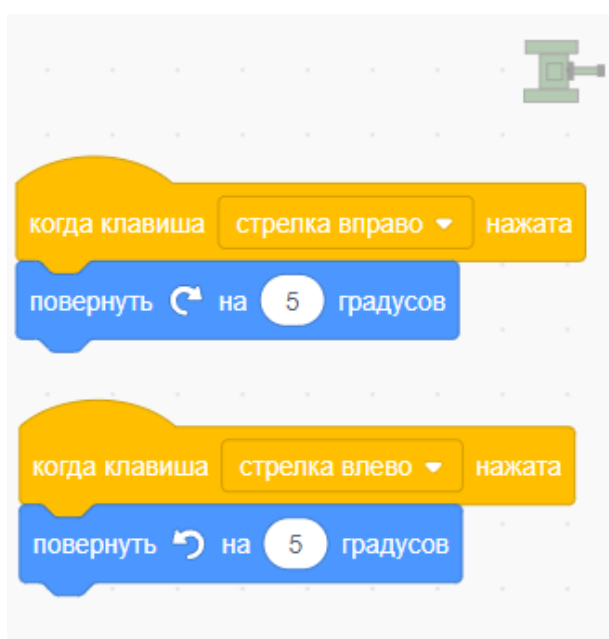 когда клавиша стрелка вправо нажата
повернуть на 5 градусов
когда клавиша стрелка влево нажата
повернуть на 5 градусов